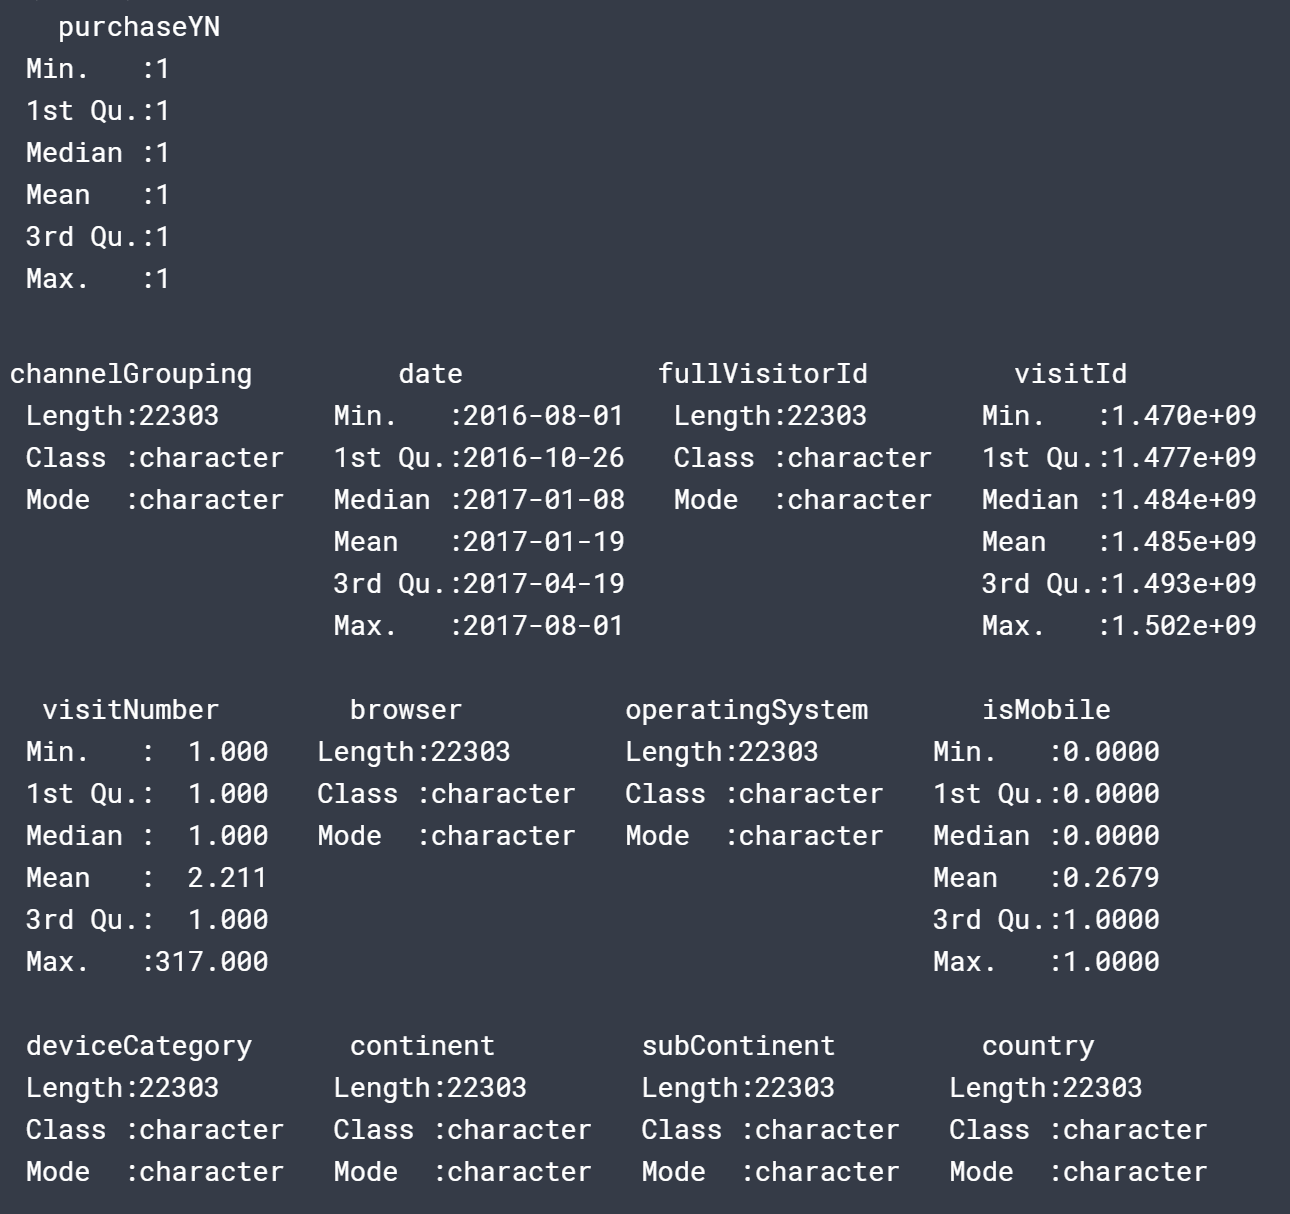 purchaseYN
Min.   :1
1st Qu.:1
Median :1
Mean   :1
3rd Qu.:1
Max.   :1
channelGrouping         date            fullVisitorId         visitId
Length:22303       Min.   :2016-08-01   Length:22303       Min.   :1.470e+09
Class :character   1st Qu.:2016-10-26   Class :character   1st Qu.:1.477e+09
Mode  :character   Median :2017-01-08   Mode  :character   Median :1.484e+09
Mean   :2017-01-19                      Mean   :1.485e+09
3rd Qu.:2017-04-19                      3rd Qu.:1.493e+09
Max.   :2017-08-01                      Max.   :1.502e+09
visitNumber        browser          operatingSystem       isMobile
Min.   :  1.000   Length:22303       Length:22303       Min.   :0.0000
1st Qu.:  1.000   Class :character   Class :character   1st Qu.:0.0000
Median :  1.000   Mode  :character   Mode  :character   Median :0.0000
Mean   :  2.211                                         Mean   :0.2679
3rd Qu.:  1.000                                         3rd Qu.:1.0000
Max.   :317.000                                         Max.   :1.0000
deviceCategory      continent         subContinent         country
Length:22303       Length:22303       Length:22303       Length:22303
Class :character   Class :character   Class :character   Class :character
Mode  :character   Mode  :character   Mode  :character   Mode  :character